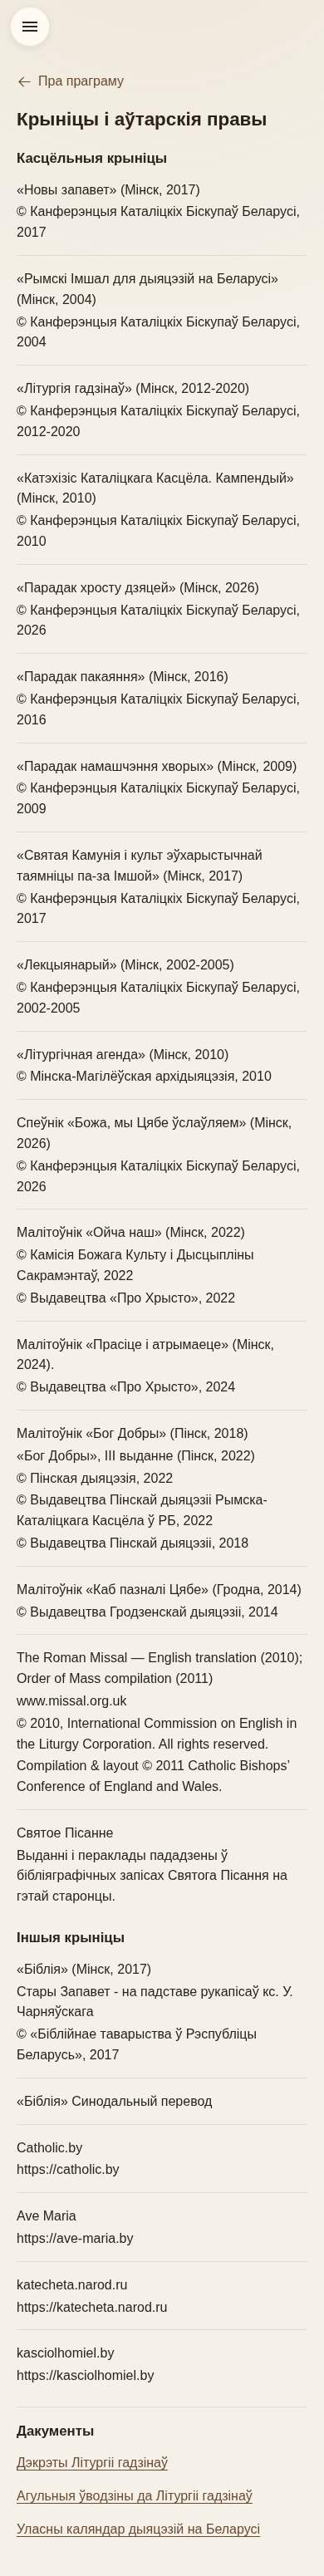 ← Пра праграму
Крыніцы і аўтарскія правы
Касцёльныя крыніцы
«Новы запавет» (Мінск, 2017)
© Канферэнцыя Каталіцкіх Біскупаў Беларусі,
2017
«Рымскі Імшал для дыяцэзій на Беларусі»
(Мінск, 2004)
© Канферэнцыя Каталіцкіх Біскупаў Беларусі,
2004
«Літургія гадзінаў» (Мінск, 2012-2020)
© Канферэнцыя Каталіцкіх Біскупаў Беларусі,
2012-2020
«Катэхізіс Каталіцкага Касцёла. Кампендый»
(Мінск, 2010)
© Канферэнцыя Каталіцкіх Біскупаў Беларусі,
2010
«Парадак хросту дзяцей» (Мінск, 2026)
© Канферэнцыя Каталіцкіх Біскупаў Беларусі,
2026
«Парадак пакаяння» (Мінск, 2016)
© Канферэнцыя Каталіцкіх Біскупаў Беларусі,
2016
«Парадак намашчэння хворых» (Мінск, 2009)
© Канферэнцыя Каталіцкіх Біскупаў Беларусі,
2009
«Святая Камунія і культ эўхарыстычнай
таямніцы па-за Імшой» (Мінск, 2017)
© Канферэнцыя Каталіцкіх Біскупаў Беларусі,
2017
«Лекцыянарый» (Мінск, 2002-2005)
© Канферэнцыя Каталіцкіх Біскупаў Беларусі,
2002-2005
«Літургічная агенда» (Мінск, 2010)
© Мінска-Магілёўская архідыяцэзія, 2010
Спеўнік «Божа, мы Цябе ўслаўляем» (Мінск,
2026)
© Канферэнцыя Каталіцкіх Біскупаў Беларусі,
2026
Малітоўнік «Ойча наш» (Мінск, 2022)
© Камісія Божага Культу і Дысцыпліны
Сакрамэнтаў, 2022
© Выдавецтва «Про Хрысто», 2022
Малітоўнік «Прасіце і атрымаеце» (Мінск,
2024).
© Выдавецтва «Про Хрысто», 2024
Малітоўнік «Бог Добры» (Пінск, 2018)
«Бог Добры», III выданне (Пінск, 2022)
© Пінская дыяцэзія, 2022
© Выдавецтва Пінскай дыяцэзіі Рымска-
Каталіцкага Касцёла ў РБ, 2022
© Выдавецтва Пінскай дыяцэзіі, 2018
Малітоўнік «Каб пазналі Цябе» (Гродна, 2014)
© Выдавецтва Гродзенскай дыяцэзіі, 2014
The Roman Missal — English translation (2010);
Order of Mass compilation (2011)
www.missal.org.uk
© 2010, International Commission on English in
the Liturgy Corporation. All rights reserved.
Compilation & layout © 2011 Catholic Bishops’
Conference of England and Wales.
Святое Пісанне
Выданні і пераклады пададзены ў
бібліяграфічных запісах Святога Пісання на
гэтай старонцы.
Іншыя крыніцы
«Біблія» (Мінск, 2017)
Стары Запавет - на падставе рукапісаў кс. У.
Чарняўскага
© «Біблійнае таварыства ў Рэспубліцы
Беларусь», 2017
«Біблія» Синодальный перевод
Catholic.by
https://catholic.by
Ave Maria
https://ave-maria.by
katecheta.narod.ru
https://katecheta.narod.ru
kasciolhomiel.by
https://kasciolhomiel.by
Дакументы
Дэкрэты Літургіі гадзінаў
Агульныя ўводзіны да Літургіі гадзінаў
Уласны каляндар дыяцэзій на Беларусі